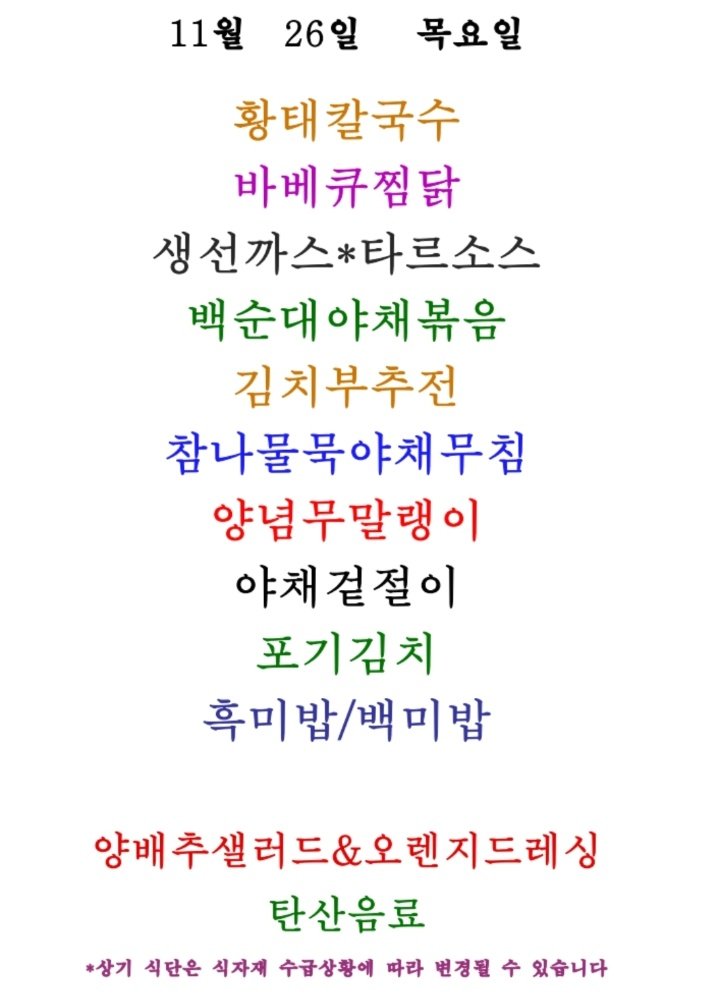 11월 26일 목요일
황태칼국수
바베큐찜닭
생선까스*타르소스
백순대야채볶음
김치부추전
참나물묵야채무침
양념무말랭이
야채겉절이
포기김치
흑미밥/백미밥
양배추샐러드&오렌지드레싱
탄산음료
*상기 식단은 식자재 수급상황에 따라 변경될 수 있습니다